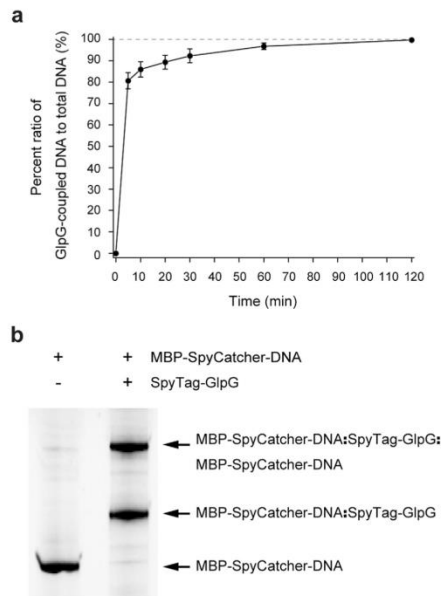 a
Percent ratio of
GlpG-coupled DNA to total DNA (%)
100
90
80
70
60
50
40
30
20
10
0
0 10 20 30 40 50 60 70 80 90 100 110 120
Time (min)
b
+ + MBP-SpyCatcher-DNA
- + SpyTag-GlpG
MBP-SpyCatcher-DNA:SpyTag-GlpG:
MBP-SpyCatcher-DNA
MBP-SpyCatcher-DNA:SpyTag-GlpG
MBP-SpyCatcher-DNA